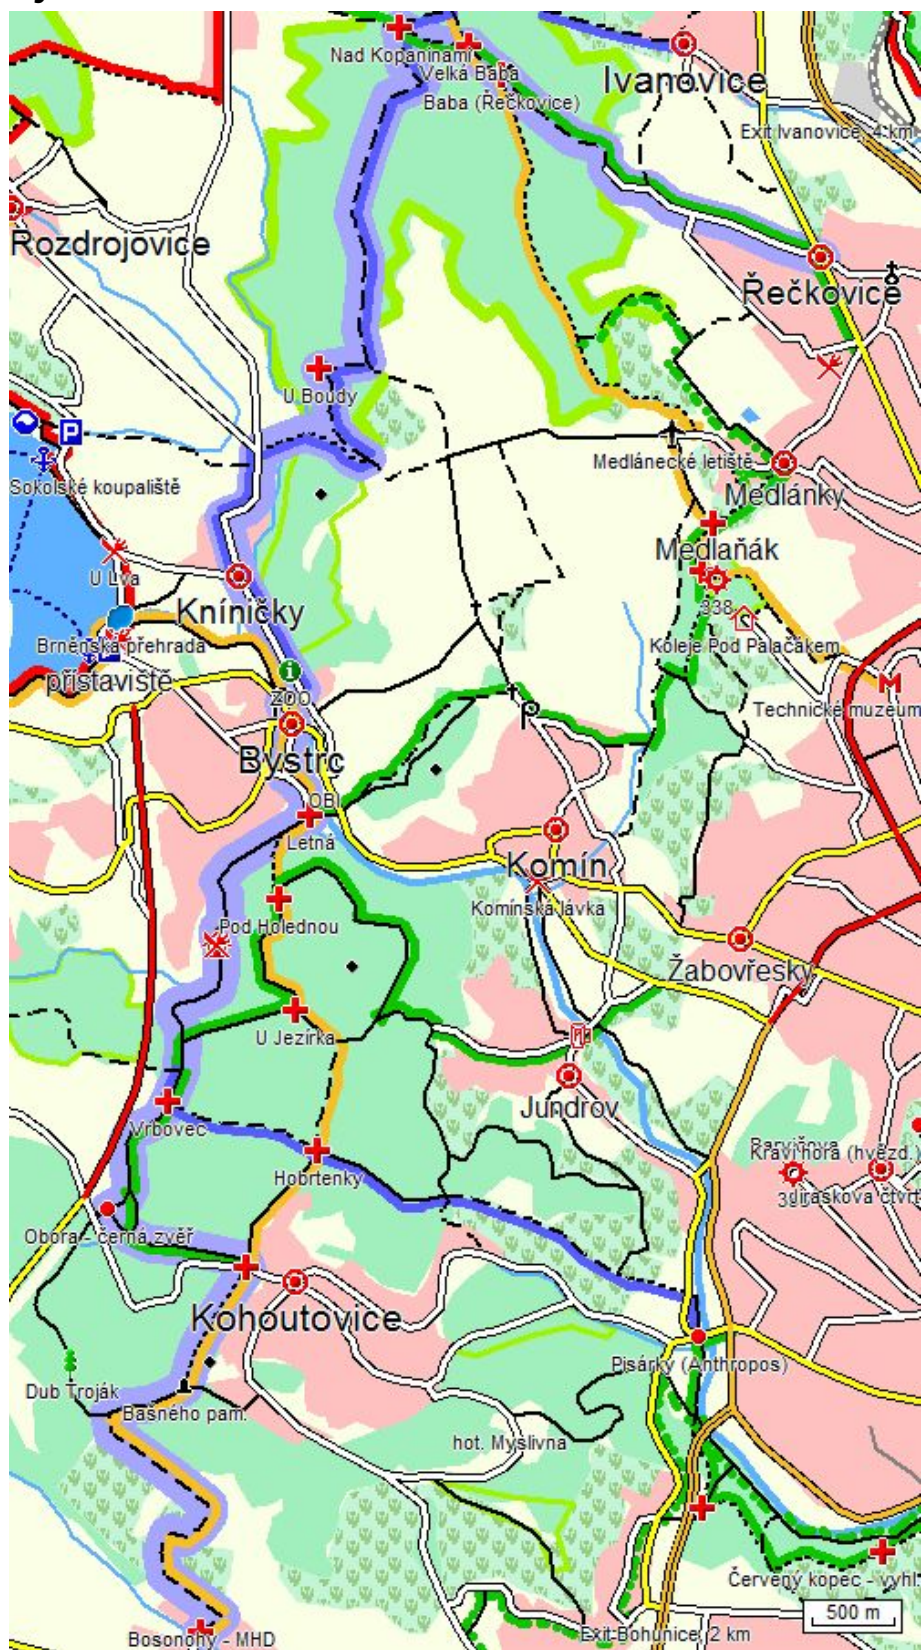 Nad Kopaninami
Velká Baba
Baba (Řečkovice)
Ivanovice
Exit Ivanovice, 4 km
Rozdrojovice
Řečkovice
U Boudy
Medlánecké letiště
Medlánky
Sokolské koupaliště
Medlaňák
U Lva
Kníničky
338
Brněnská přehrada
Koleje Pod Palačákem
přístaviště
ZOO
Technické muzeum
Bystrc
OBI
Letná
Komín
Komínská lávka
Pod Holednou
Žabovřesky
U Jezírka
Jundrov
Vrbovec
Kraví hora (hvězd.)
Hobrtenky
Jiráskova čtvrť
Obora - černá zvěř
Kohoutovice
Pisárky (Anthropos)
Dub Troják
Bašného pam.
hot. Myslivna
Červený kopec - vyhl
500 m
Exit Bohunice, 2 km
Bosonohy - MHD